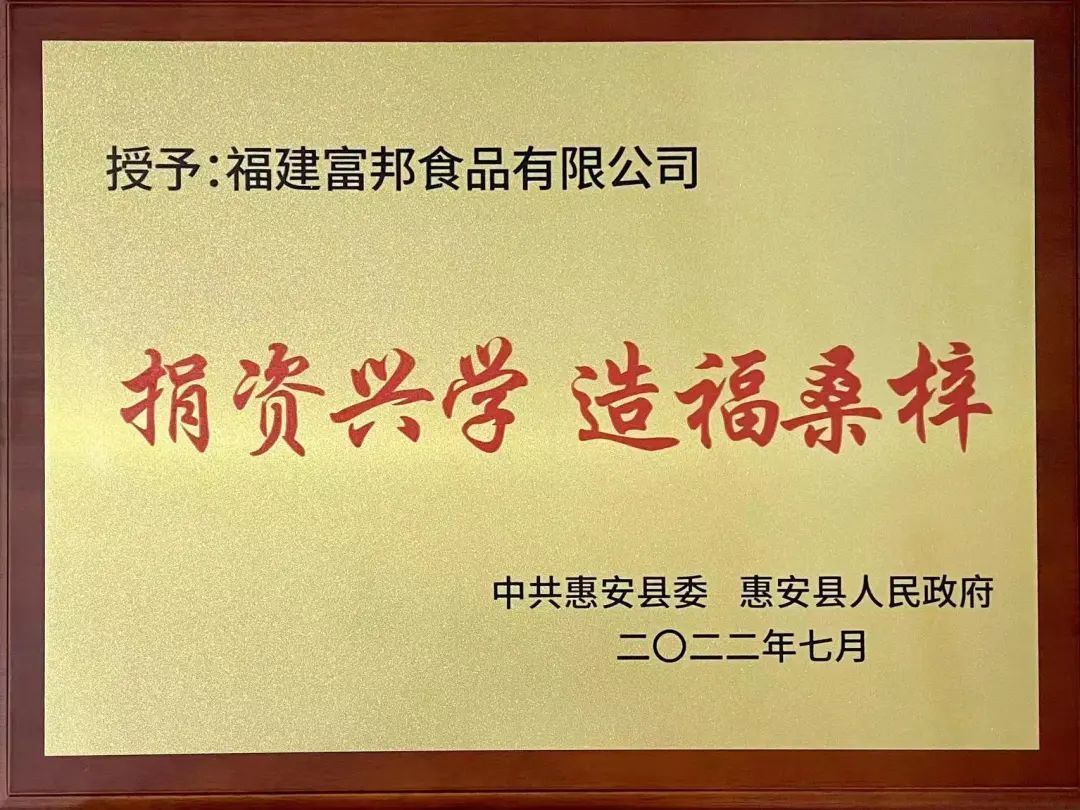 授予：福建富邦食品有限公司
捐资兴学 造福桑梓
中共惠安县委 惠安县人民政府
二〇二二年七月